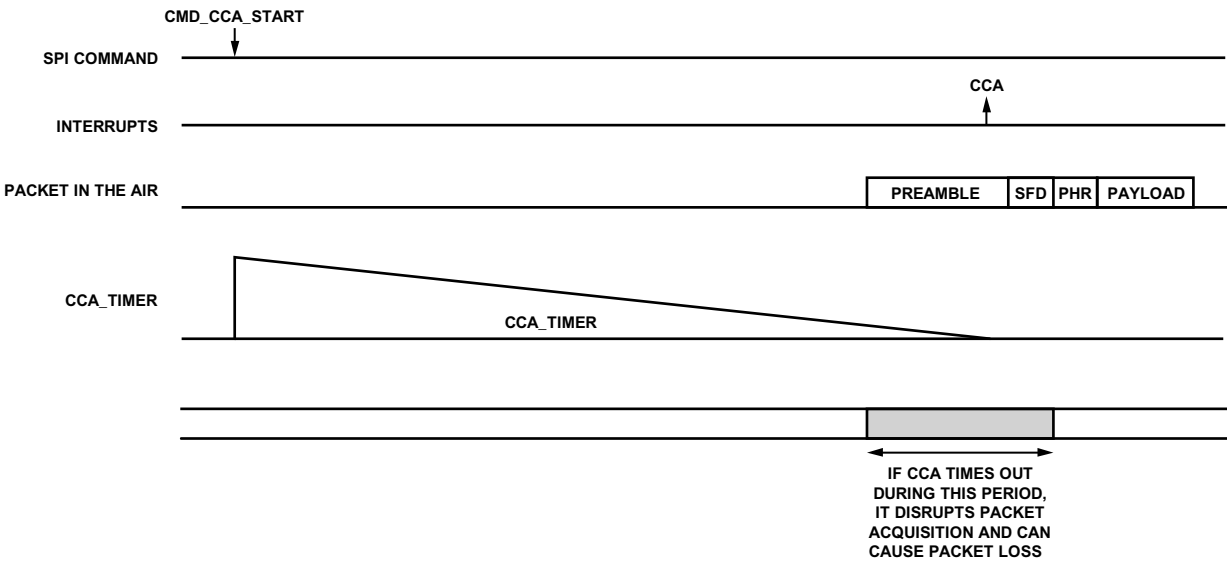 CMD_CCA_START
SPI COMMAND
CCA
INTERRUPTS
PACKET IN THE AIR
PREAMBLE
SFD
PHR
PAYLOAD
CCA_TIMER
CCA_TIMER
IF CCA TIMES OUT
DURING THIS PERIOD,
IT DISRUPTS PACKET
ACQUISITION AND CAN
CAUSE PACKET LOSS